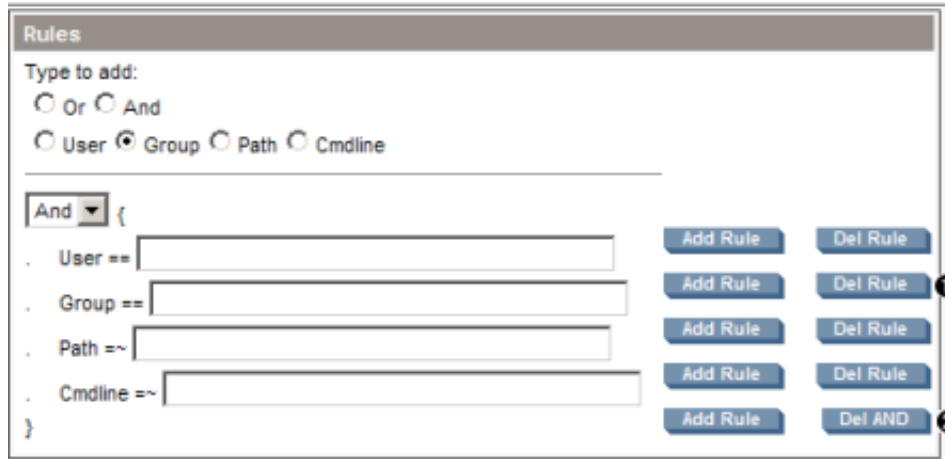 Rules
Type to add:
Or And
User Group Path Cmdline
And {
. User == Add Rule Del Rule
. Group == Add Rule Del Rule
. Path =~ Add Rule Del Rule
. Cmdline =~ Add Rule Del Rule
} Add Rule Del AND